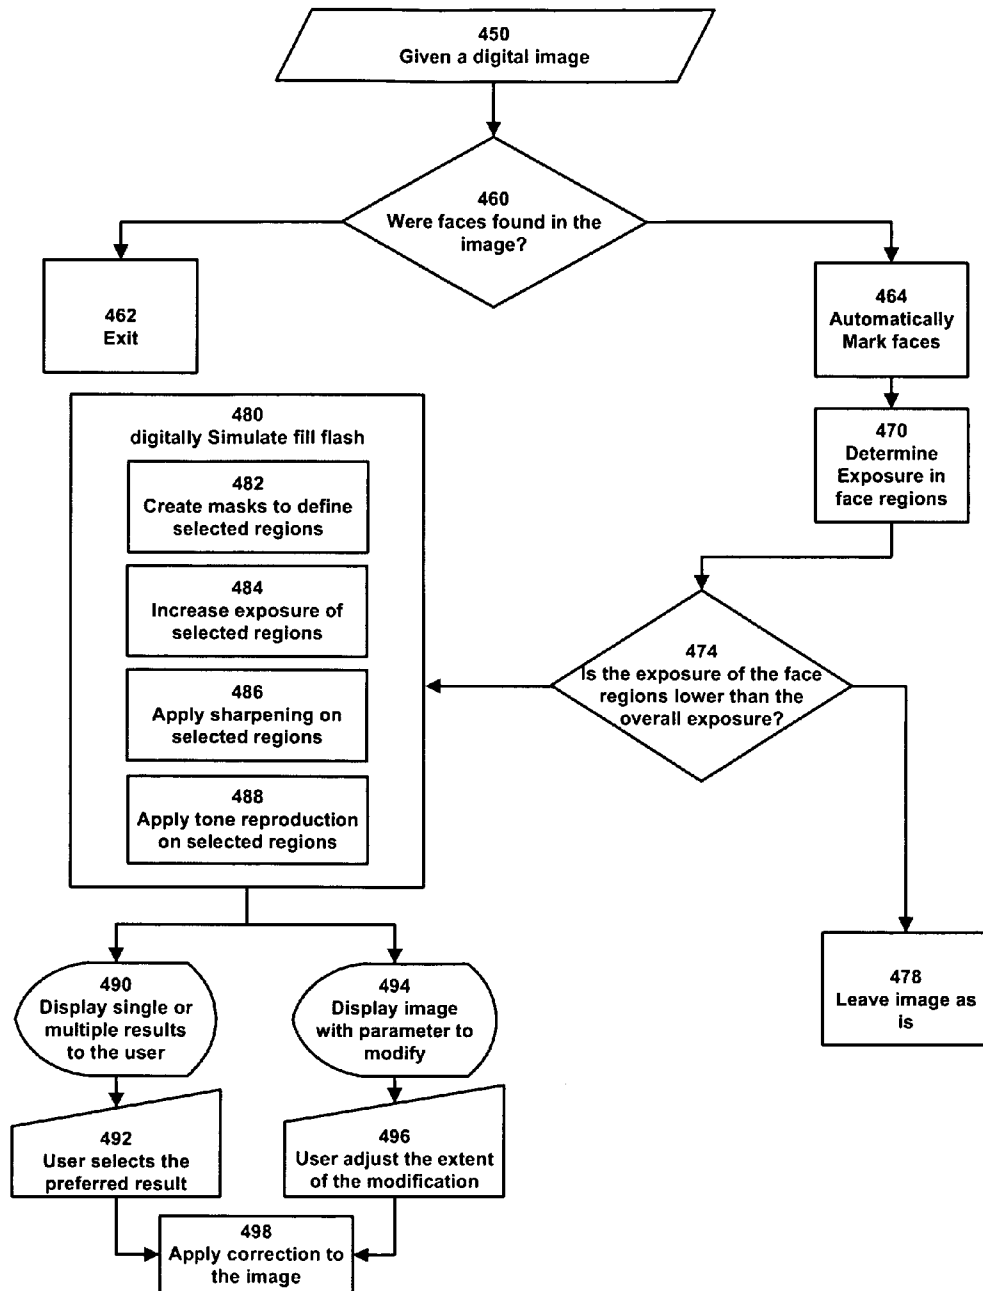 450
Given a digital image
460
Were faces found in the
image?
462
Exit
464
Automatically
Mark faces
470
Determine
Exposure in
face regions
474
Is the exposure of the face
regions lower than the
overall exposure?
478
Leave image as
is
480
digitally Simulate fill flash
482
Create masks to define
selected regions
484
Increase exposure of
selected regions
486
Apply sharpening on
selected regions
488
Apply tone reproduction
on selected regions
490
Display single or
multiple results
to the user
494
Display image
with parameter to
modify
492
User selects the
preferred result
496
User adjust the extent
of the modification
498
Apply correction to
the image